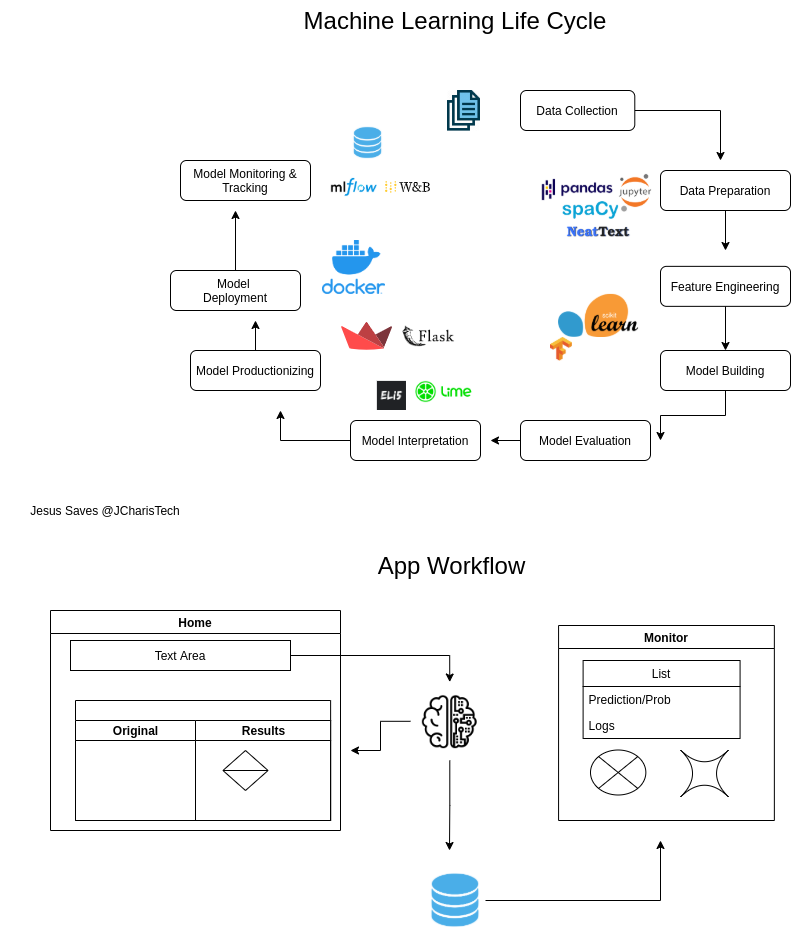 Machine Learning Life Cycle
Data Collection
Model Monitoring &
Tracking
mlflow
W&B
pandas
jupyter
spaCy
NeatText
Data Preparation
Model
Deployment
docker
Feature Engineering
scikit
learn
Flask
Model Productionizing
Model Building
ELI5
Lime
Model Interpretation
Model Evaluation
Jesus Saves @JCharisTech
App Workflow
Home
Text Area
Original
Results
Monitor
List
Prediction/Prob
Logs